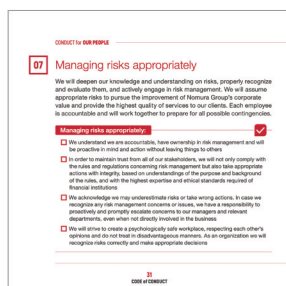 CONDUCT for OUR PEOPLE
07 Managing risks appropriately
We will deepen our knowledge and understanding on risks, properly recognize
and evaluate them, and actively engage in risk management. We will assume
appropriate risks to pursue the improvement of Nomura Group's corporate
value and provide the highest quality of services to our clients. Each employee
is accountable and will work together to prepare for all possible contingencies.
Managing risks appropriately:
We understand we are accountable, have ownership in risk management and will
be proactive in mind and action without leaving things to others
In order to maintain trust from all of our stakeholders, we will not only comply with
the rules and regulations concerning risk management but also take appropriate
actions with integrity, based on understandings of the purpose and background
of the rules, and with the highest expertise and ethical standards required of
financial institutions
We acknowledge we may underestimate risks or take wrong actions. In case we
recognize any risk management concerns or issues, we have a responsibility to
proactively and promptly escalate concerns to our managers and relevant
departments, even when not directly involved in the business
We will strive to create a psychologically safe workplace, respecting each other's
opinions and do not treat in disadvantageous manners. As an organization we will
recognize risks correctly and make appropriate decisions
31
CODE of CONDUCT